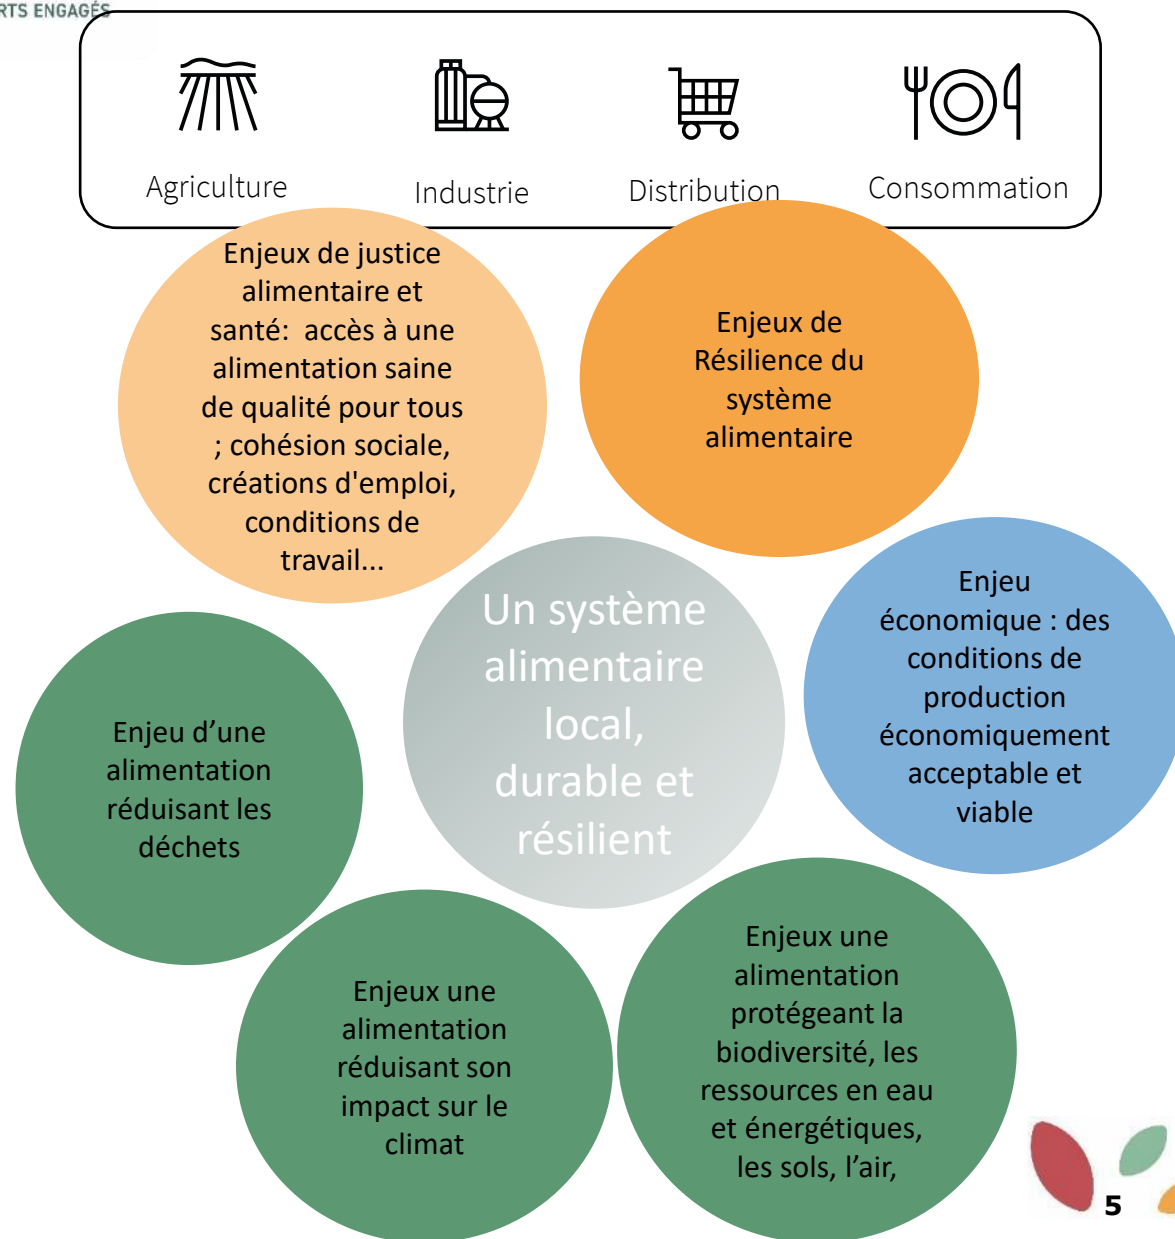 RTS ENGAGÉS
Agriculture
Industrie
Distribution
Consommation
Enjeux de justice
alimentaire et
santé: accès à une
alimentation saine
de qualité pour tous
; cohésion sociale,
créations d'emploi,
conditions de
travail...
Enjeux de
Résilience du
système
alimentaire
Un système
alimentaire
local,
durable et
résilient
Enjeu
économique : des
conditions de
production
économiquement
acceptable et
viable
Enjeu d’une
alimentation
réduisant les
déchets
Enjeux une
alimentation
réduisant son
impact sur le
climat
Enjeux une
alimentation
protégeant la
biodiversité, les
ressources en eau
et énergétiques,
les sols, l’air,
5